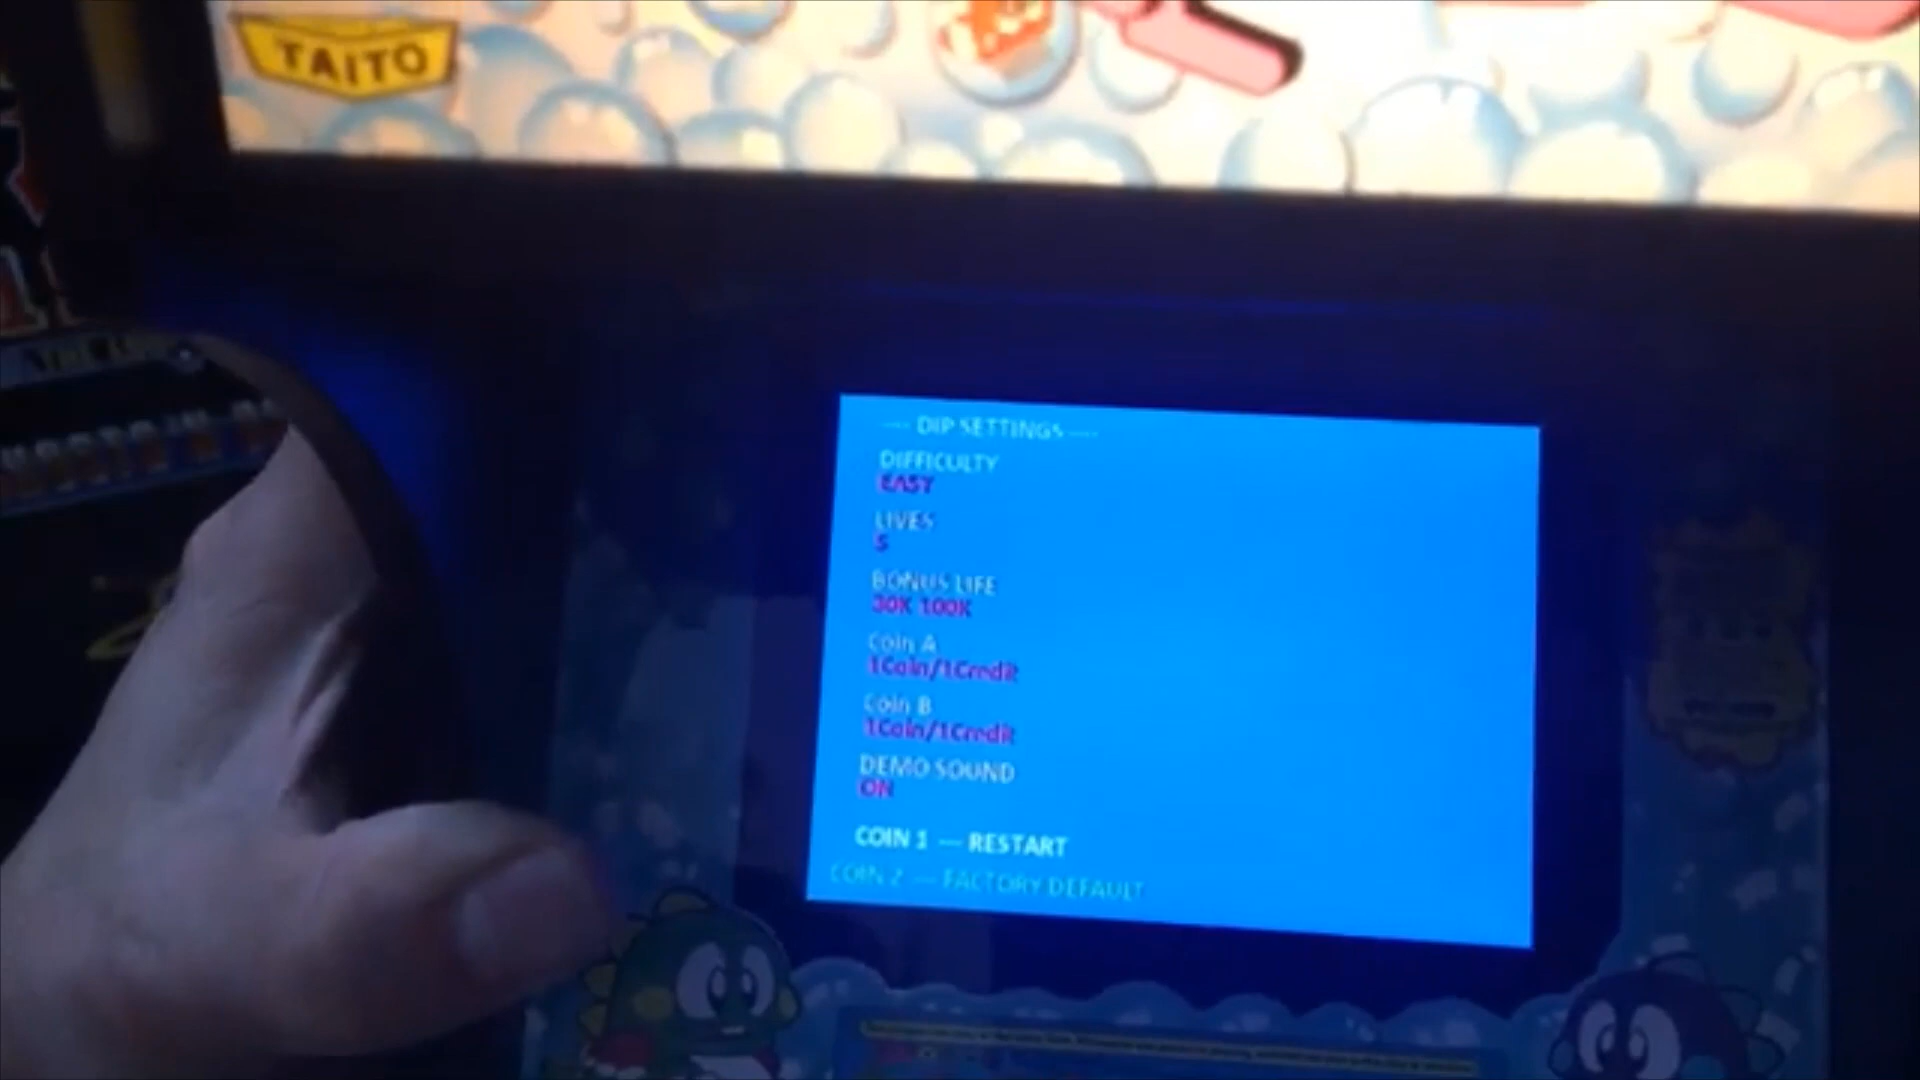 TAITO
--- DIP SETTINGS ---
DIFFICULTY
EASY
LIVES
5
BONUS LIFE
30K 100K
Coin A
1Coin/1Credit
Coin B
1Coin/1Credit
DEMO SOUND
ON
COIN 1 --- RESTART
COIN 2 --- FACTORY DEFAULT